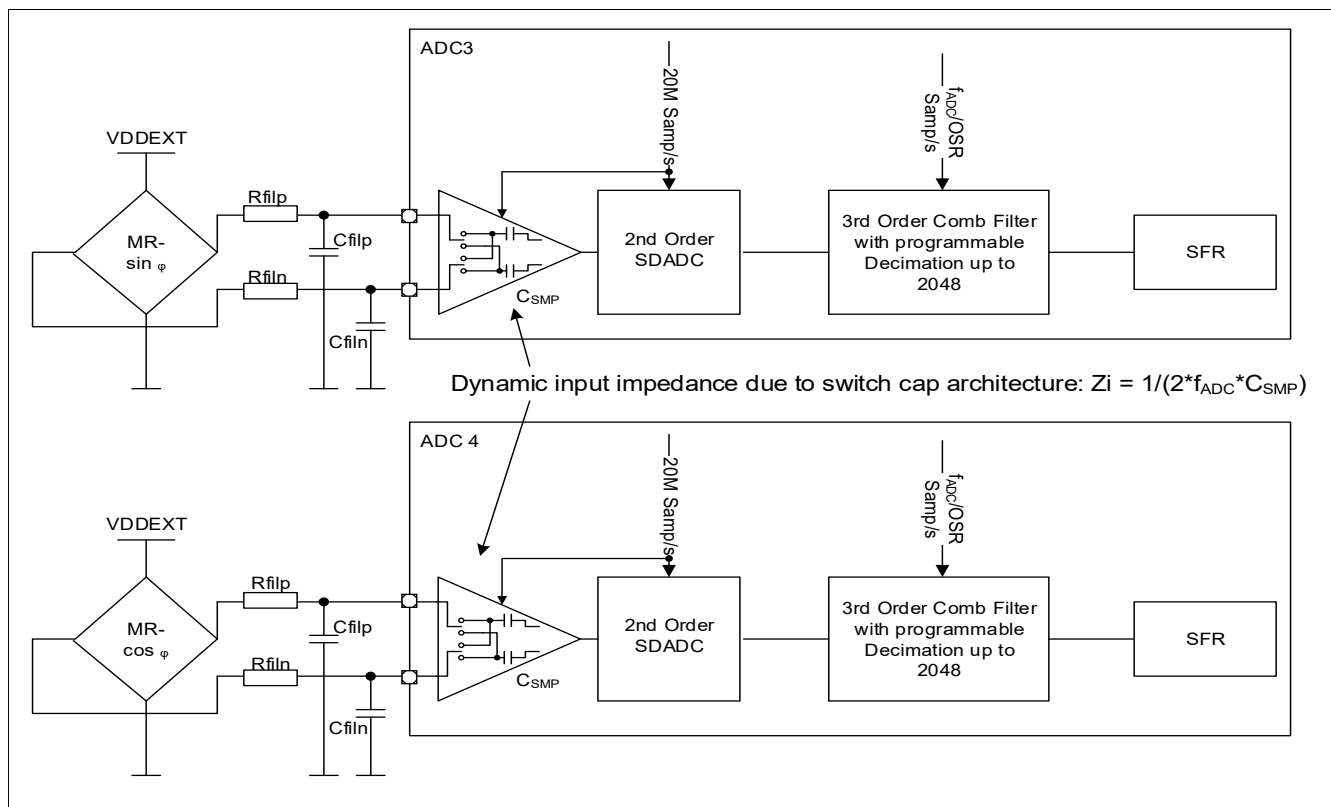 ADC3
20M Samp/s
fADC/OSR
Samp/s
VDDEXT
Rfilp
MR-
sin φ
Cfilp
Rfiln
CSMP
Cfiln
2nd Order
SDADC
3rd Order Comb Filter
with programmable
Decimation up to
2048
SFR
Dynamic input impedance due to switch cap architecture: Zi = 1/(2*fADC*CSMP)
ADC 4
20M Samp/s
fADC/OSR
Samp/s
VDDEXT
Rfilp
MR-
cos φ
Cfilp
Rfiln
CSMP
Cfiln
2nd Order
SDADC
3rd Order Comb Filter
with programmable
Decimation up to
2048
SFR